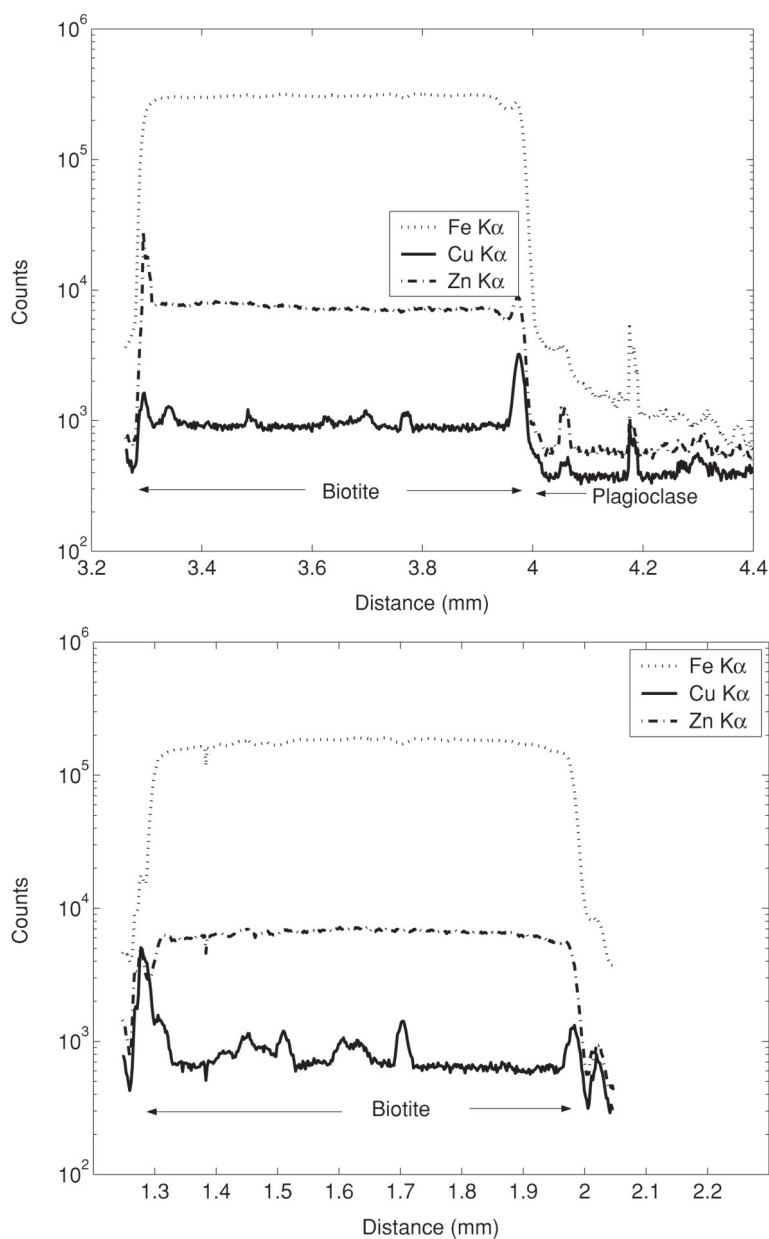 10^6
10^5
10^4
10^3
10^2
Counts
Fe Kα
Cu Kα
Zn Kα
Biotite
Plagioclase
3.2 3.4 3.6 3.8 4 4.2 4.4
Distance (mm)
10^6
10^5
10^4
10^3
10^2
Counts
Fe Kα
Cu Kα
Zn Kα
Biotite
1.3 1.4 1.5 1.6 1.7 1.8 1.9 2 2.1 2.2
Distance (mm)